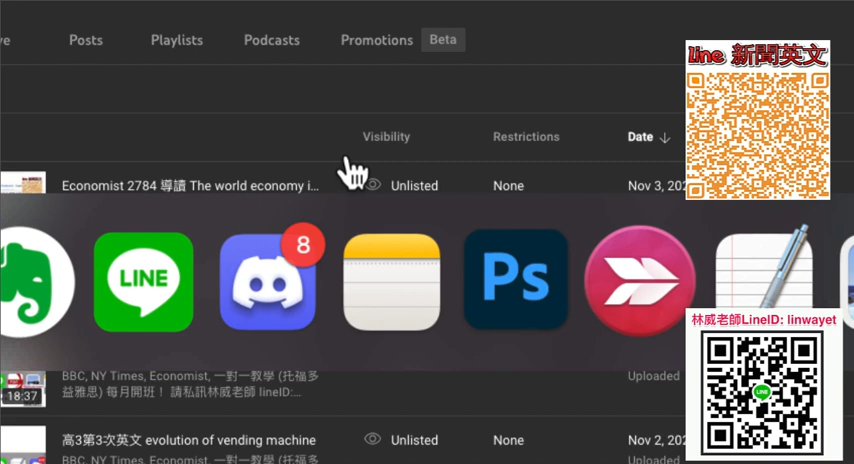 ve Posts Playlists Podcasts Promotions Beta
line 新聞英文
Visibility Restrictions Date
Economist 2784 導讀 The world economy i... Unlisted None Nov 3, 202
8
LINE
Ps
林威老師LineID: linwayet
BBC, NY Times, Economist, 一對一教學 (托福多 Uploaded
益雅思) 每月開班！ 請私訊林威老師 lineID:...
18:37
LINE
高3第3次英文 evolution of vending machine Unlisted None Nov 2, 202
BBC, NY Times, Economist, 一對一教學 (托福多 Uploaded